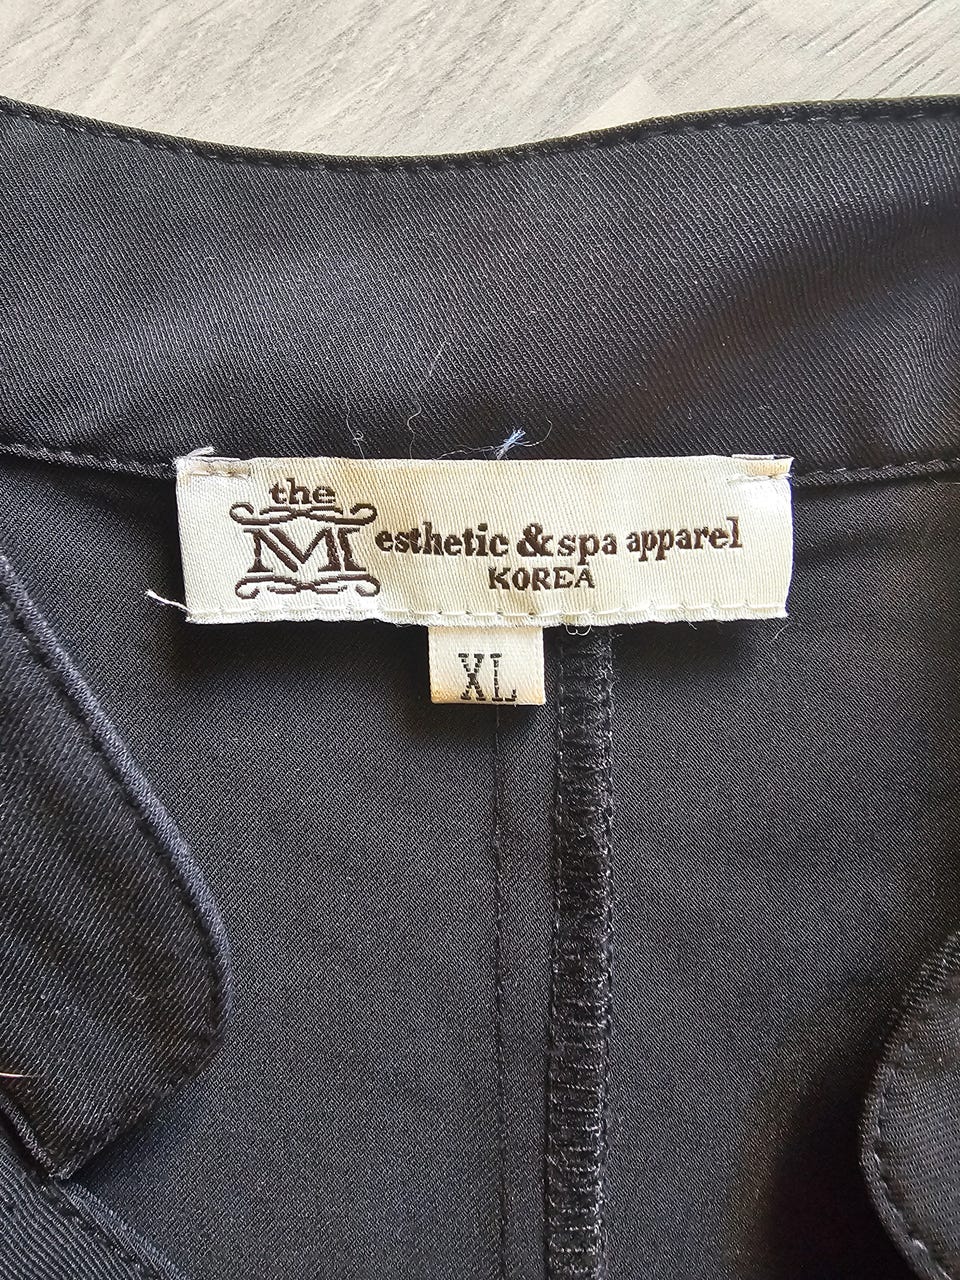 the
M esthetic & spa apparel
KOREA
XL